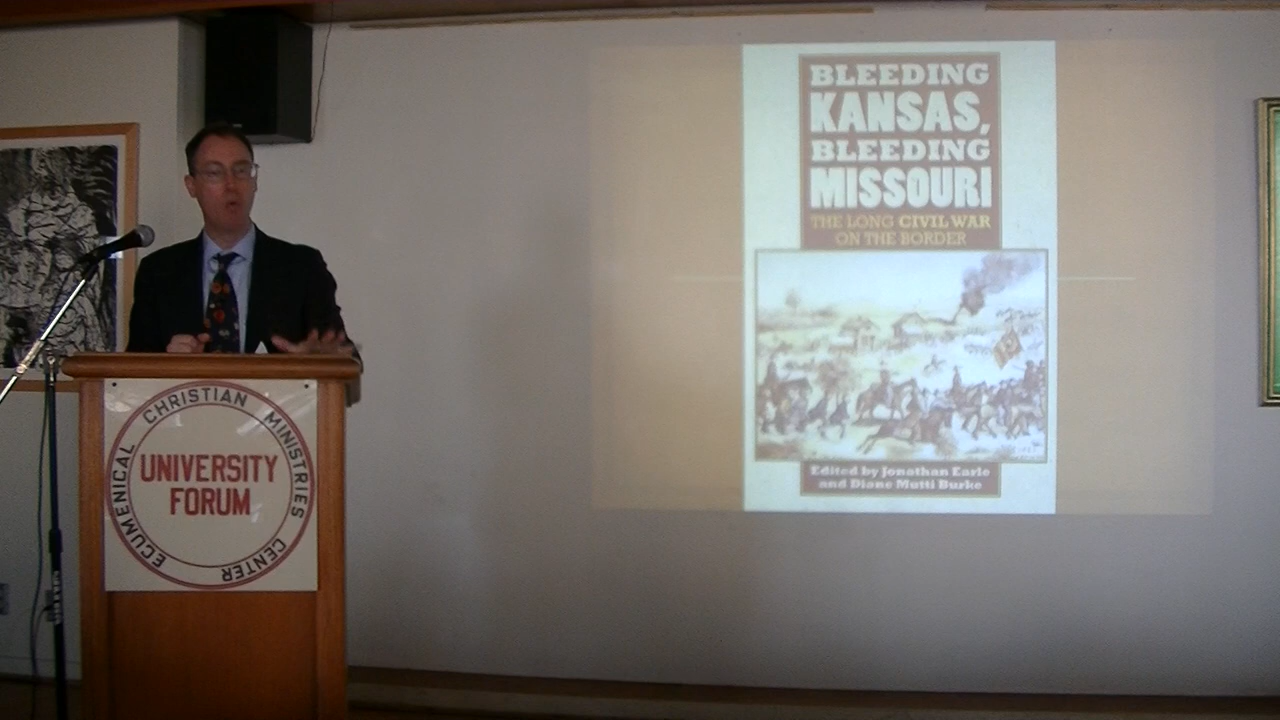 BLEEDING
KANSAS,
BLEEDING
MISSOURI
THE LONG CIVIL WAR
ON THE BORDER
Edited by Jonathan Earle
and Diane Mutti Burke
ECUMENICAL CHRISTIAN MINISTRIES CENTER
UNIVERSITY
FORUM